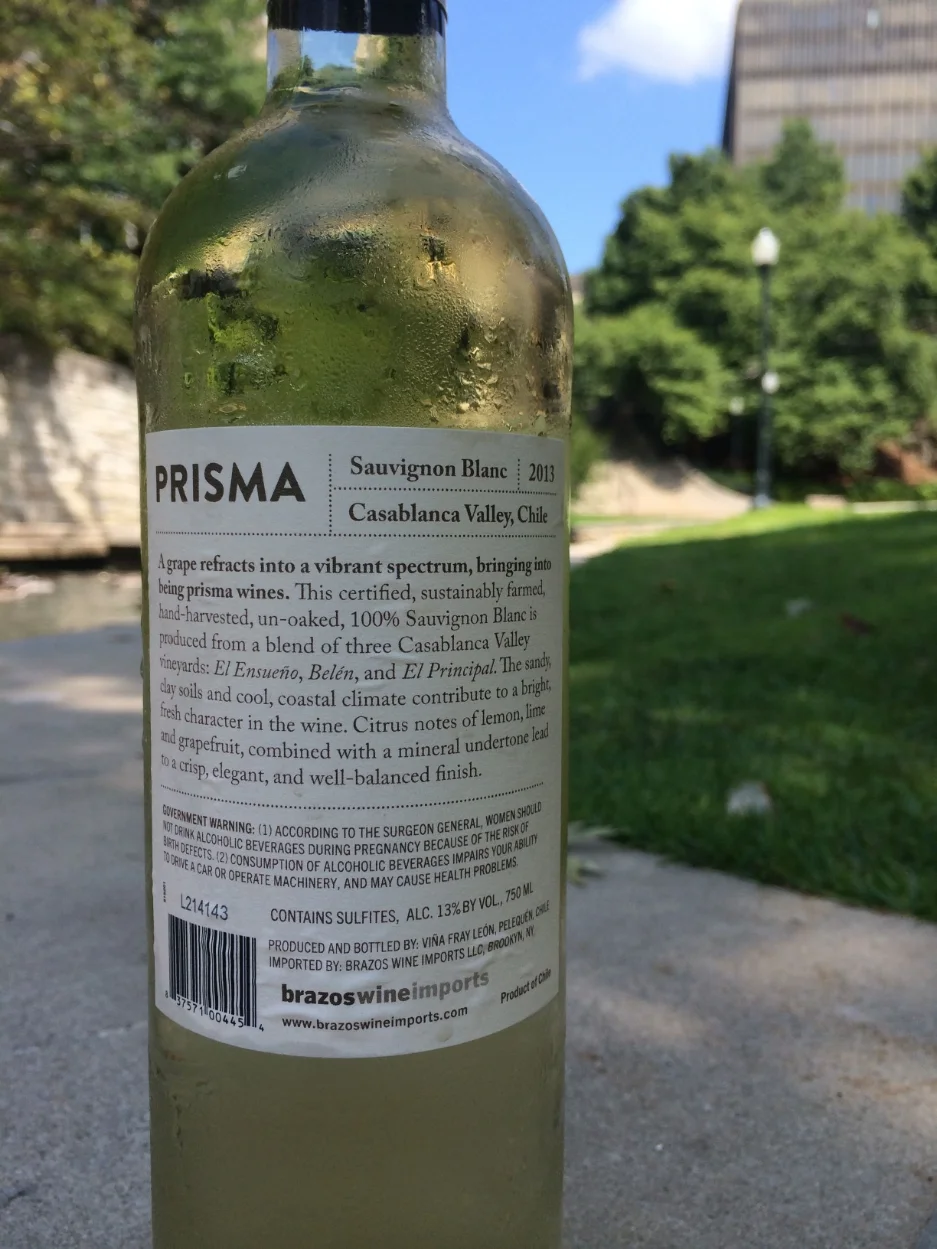 PRISMA
Sauvignon Blanc 2013
Casablanca Valley, Chile
A grape refracts into a vibrant spectrum, bringing into
being prisma wines. This certified, sustainably farmed,
hand-harvested, un-oaked, 100% Sauvignon Blanc is
produced from a blend of three Casablanca Valley
vineyards: El Ensueño, Belén, and El Principal. The sandy,
clay soils and cool, coastal climate contribute to a bright,
fresh character in the wine. Citrus notes of lemon, lime
and grapefruit, combined with a mineral undertone lead
to a crisp, elegant, and well-balanced finish.
GOVERNMENT WARNING: (1) ACCORDING TO THE SURGEON GENERAL, WOMEN SHOULD
NOT DRINK ALCOHOLIC BEVERAGES DURING PREGNANCY BECAUSE OF THE RISK OF
BIRTH DEFECTS. (2) CONSUMPTION OF ALCOHOLIC BEVERAGES IMPAIRS YOUR ABILITY
TO DRIVE A CAR OR OPERATE MACHINERY, AND MAY CAUSE HEALTH PROBLEMS.
L214143
CONTAINS SULFITES, ALC. 13% BY VOL., 750 ML
PRODUCED AND BOTTLED BY: VIÑA FRAY LEÓN, PELEQUÉN, CHILE
IMPORTED BY: BRAZOS WINE IMPORTS LLC, BROOKYN, NY.
brazoswineimports
Product of Chile
www.brazoswineimports.com
8 37571 00445 4